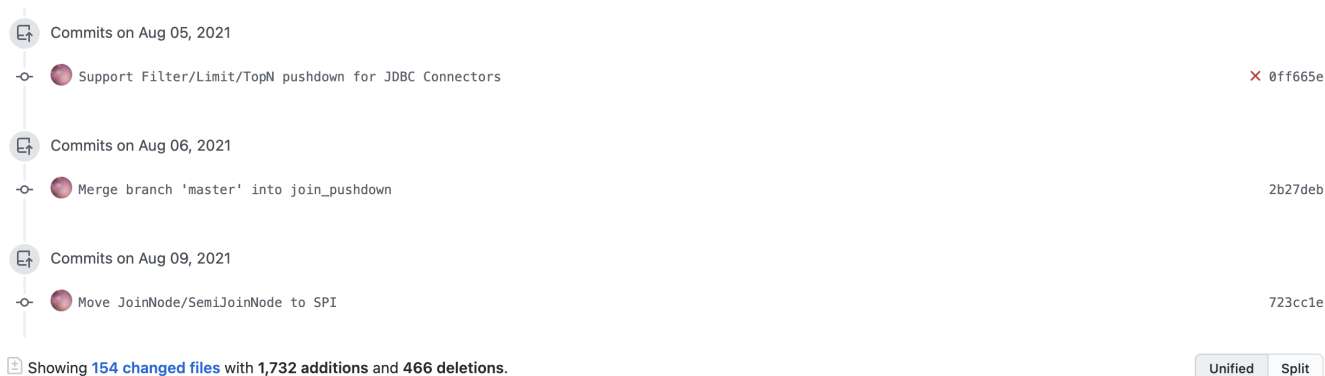 Commits on Aug 05, 2021
Support Filter/Limit/TopN pushdown for JDBC Connectors 0ff665e
Commits on Aug 06, 2021
Merge branch 'master' into join_pushdown 2b27deb
Commits on Aug 09, 2021
Move JoinNode/SemiJoinNode to SPI 723cc1e
Showing 154 changed files with 1,732 additions and 466 deletions. Unified Split